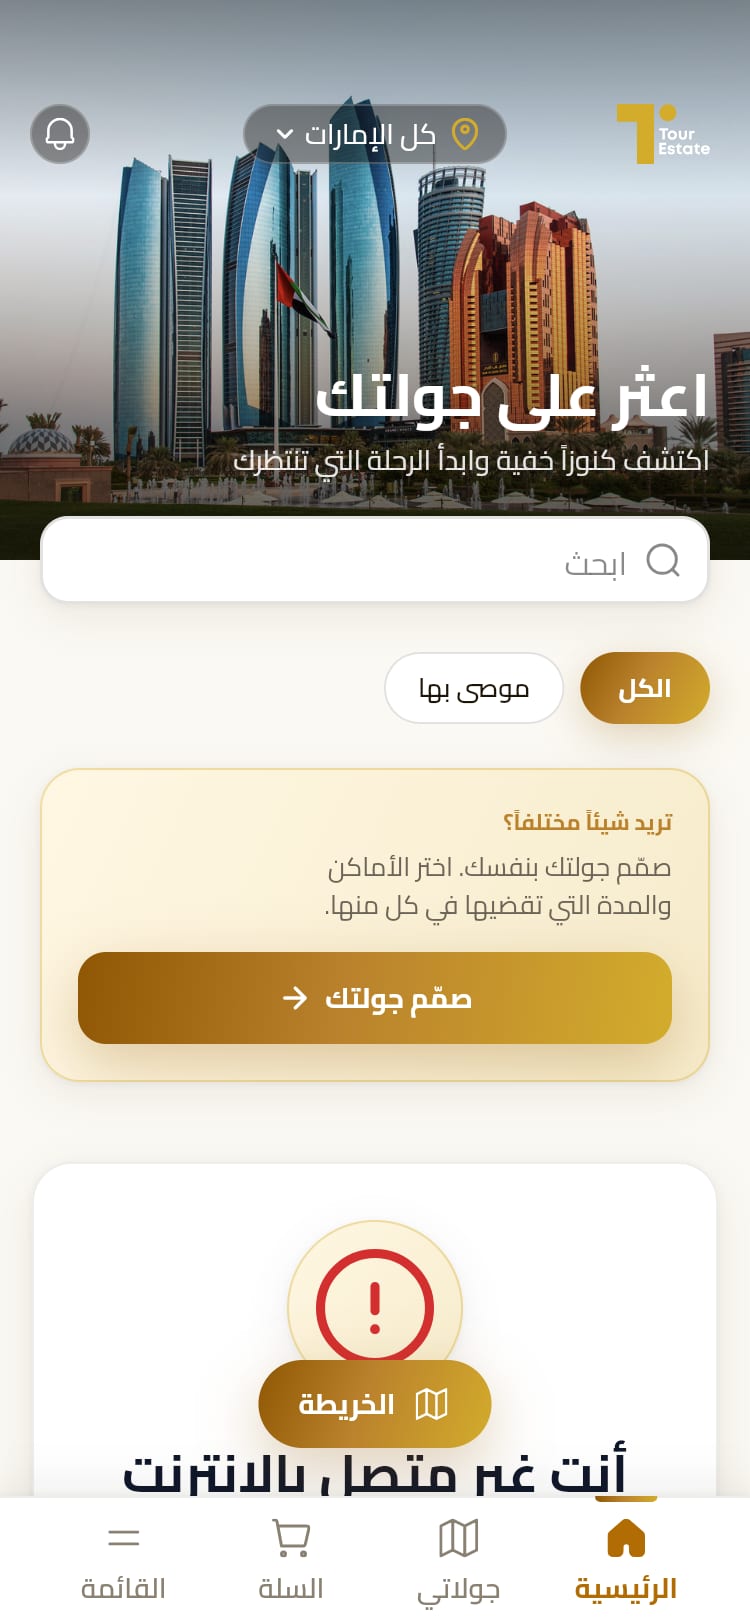 Tour
Estate
كل الإمارات
اعثر على جولتك
اكتشف كنوزاً خفية وابدأ الرحلة التي تنتظرك
ابحث
الكل
موصى بها
تريد شيئاً مختلفاً؟
صمّم جولتك بنفسك. اختر الأماكن
والمدة التي تقضيها في كل منها.
صمّم جولتك
الخريطة
أنت غير متصل بالانترنت
الرئيسية
جولاتي
السلة
القائمة